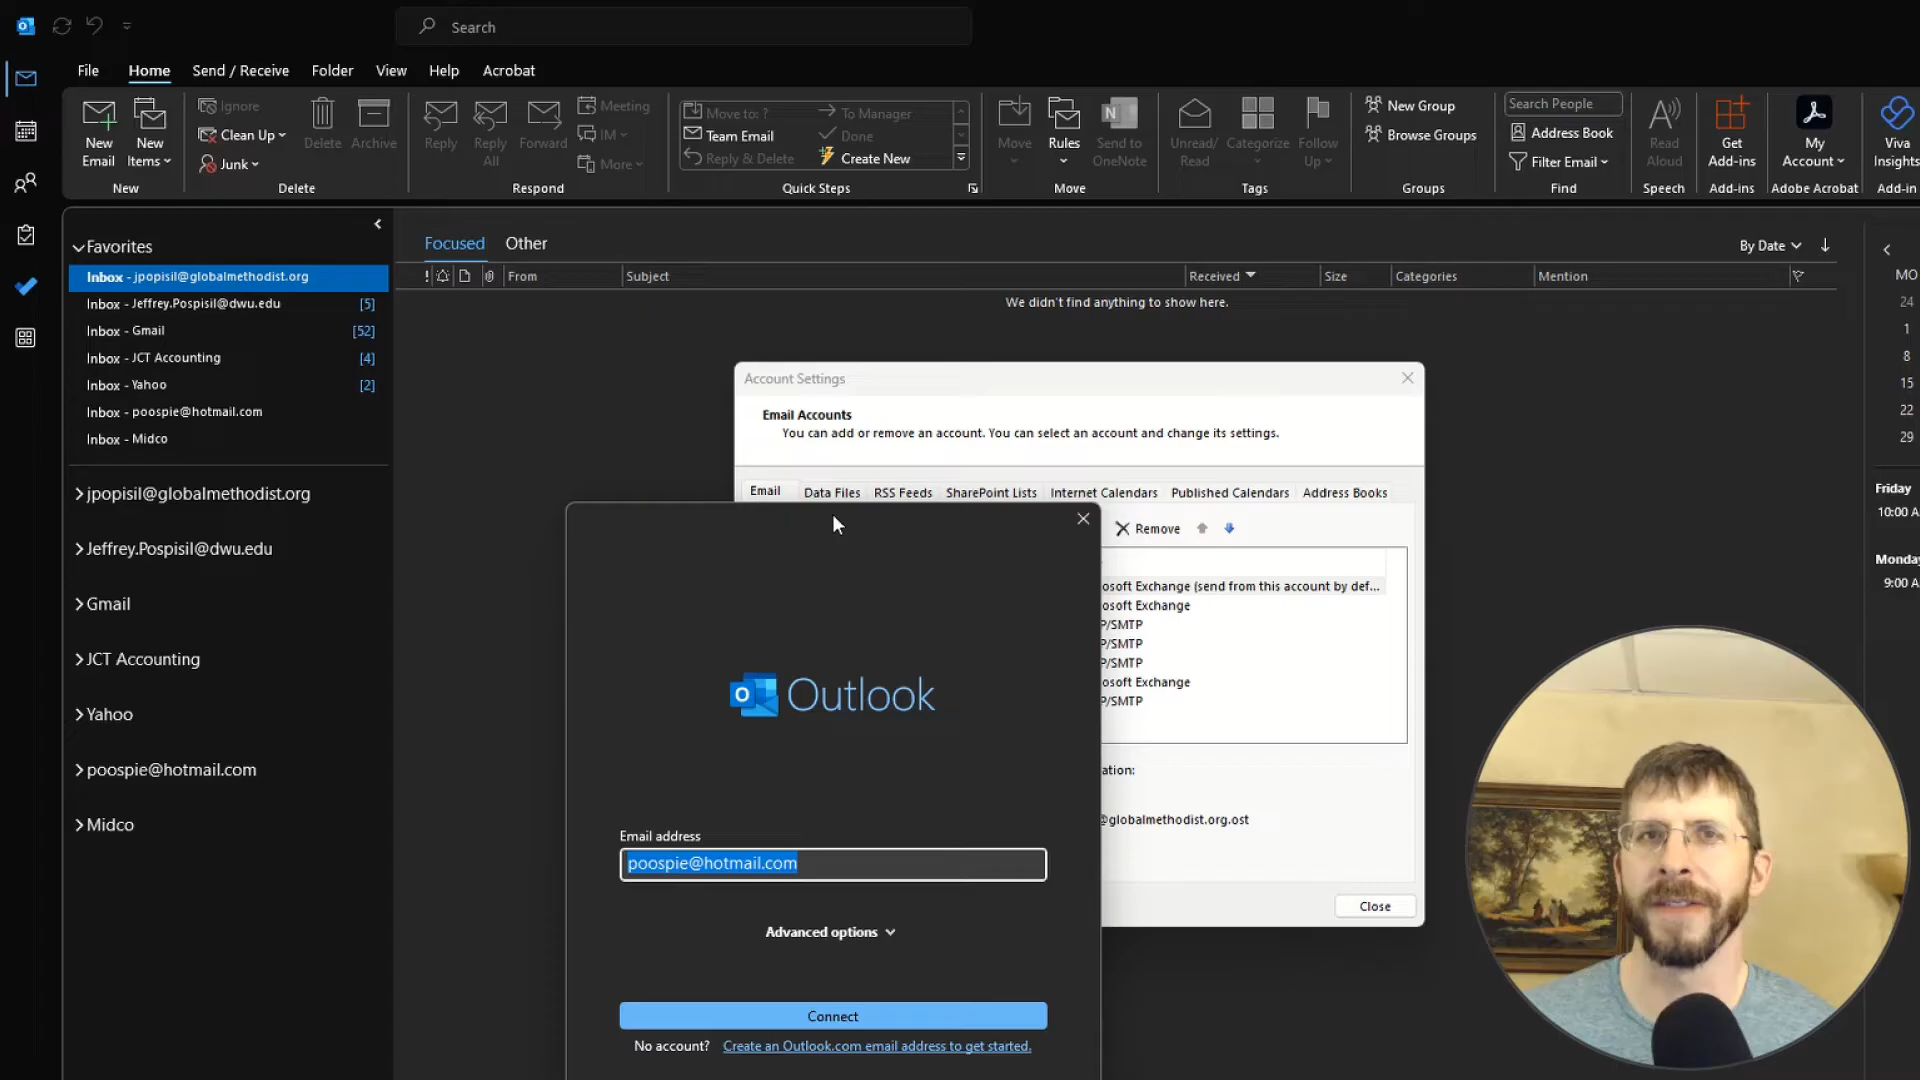 Search
File Home Send / Receive Folder View Help Acrobat
New Email
New Items
New
Ignore
Clean Up
Junk
Delete
Archive
Delete
Reply
Reply All
Forward
Meeting
IM
More
Respond
Move to: ?
Team Email
Reply & Delete
To Manager
Done
Create New
Quick Steps
Move
Rules
Send to OneNote
Move
Unread/ Read
Categorize
Follow Up
Tags
New Group
Browse Groups
Groups
Search People
Address Book
Filter Email
Find
Read Aloud
Speech
Get Add-ins
Add-ins
My Account
Adobe Acrobat
Viva Insights
Add-in
Favorites
Inbox - jpopisil@globalmethodist.org
Inbox - Jeffrey.Pospisil@dwu.edu [5]
Inbox - Gmail [52]
Inbox - JCT Accounting [4]
Inbox - Yahoo [2]
Inbox - poospie@hotmail.com
Inbox - Midco
jpopisil@globalmethodist.org
Jeffrey.Pospisil@dwu.edu
Gmail
JCT Accounting
Yahoo
poospie@hotmail.com
Midco
Focused Other
By Date
! From Subject Received Size Categories Mention
We didn't find anything to show here.
MO
24
1
8
15
22
29
Friday
10:00 A
Monday
9:00 A
Account Settings
Email Accounts
You can add or remove an account. You can select an account and change its settings.
Email Data Files RSS Feeds SharePoint Lists Internet Calendars Published Calendars Address Books
Remove
osoft Exchange (send from this account by def...
osoft Exchange
P/SMTP
P/SMTP
P/SMTP
osoft Exchange
P/SMTP
ation:
@globalmethodist.org.ost
Close
Outlook
Email address
poospie@hotmail.com
Advanced options
Connect
No account? Create an Outlook.com email address to get started.